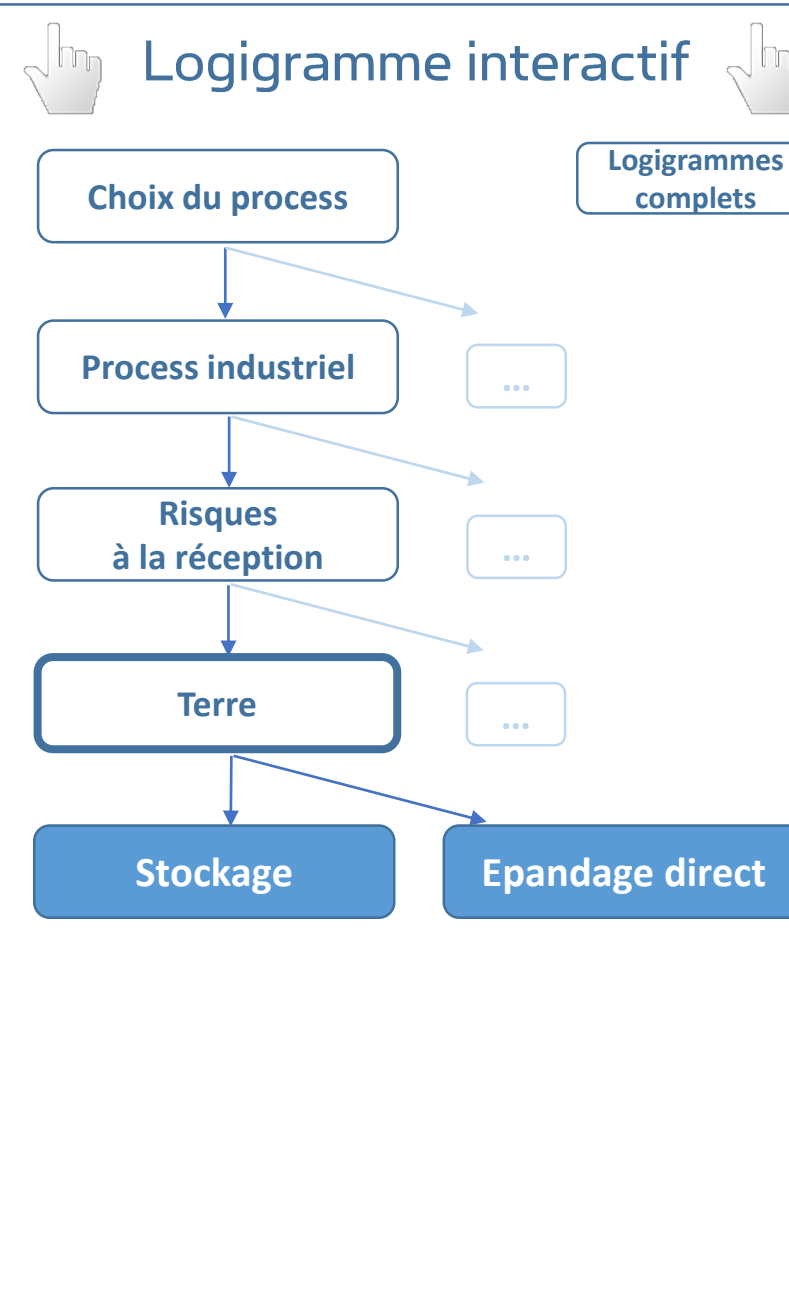 Logigramme interactif
Choix du process
Logigrammes
complets
Process industriel
...
Risques
à la réception
...
Terre
...
Stockage
Epandage direct